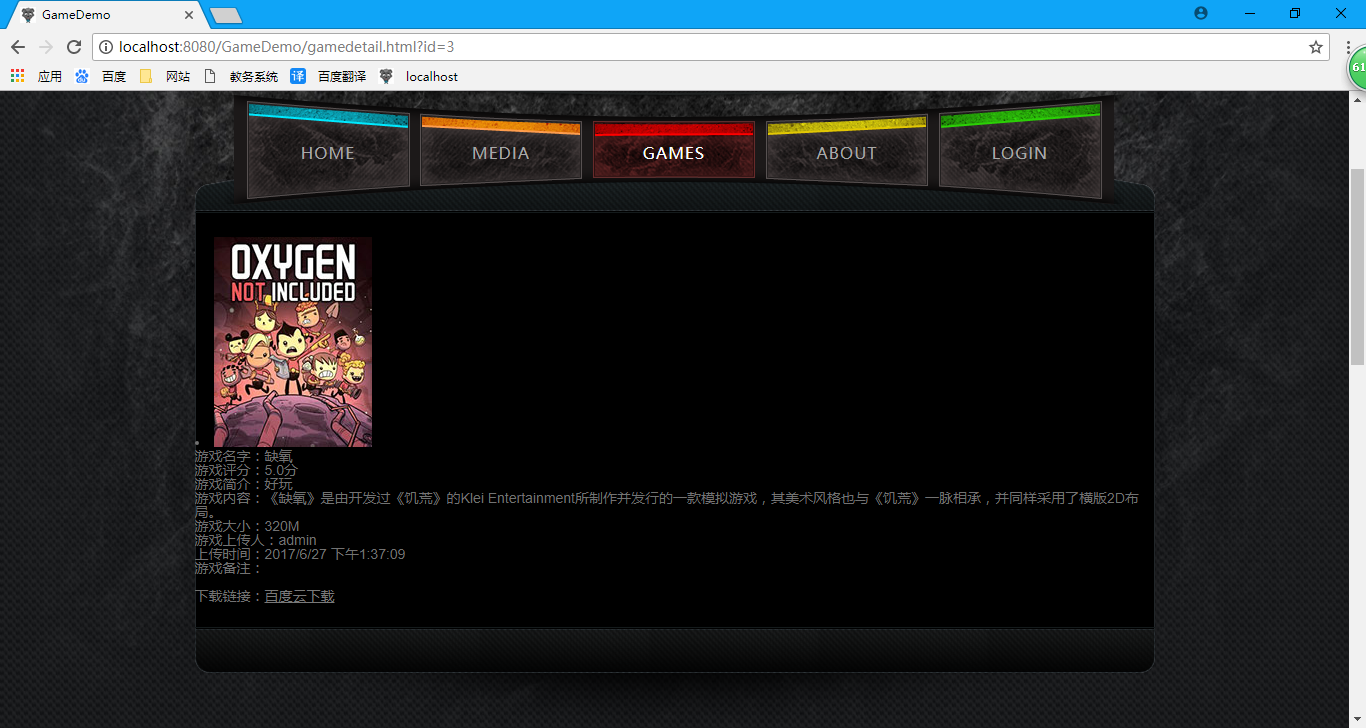 GameDemo
localhost:8080/GameDemo/gamedetail.html?id=3
应用 百度 网站 教务系统 译 百度翻译 localhost
61
HOME MEDIA GAMES ABOUT LOGIN
OXYGEN
NOT INCLUDED
游戏名字：缺氧
游戏评分：5.0分
游戏简介：好玩
游戏内容：《缺氧》是由开发过《饥荒》的Klei Entertainment所制作并发行的一款模拟游戏，其美术风格也与《饥荒》一脉相承，并同样采用了横版2D布
局。
游戏大小：320M
游戏上传人：admin
上传时间：2017/6/27 下午1:37:09
游戏备注：
下载链接：百度云下载